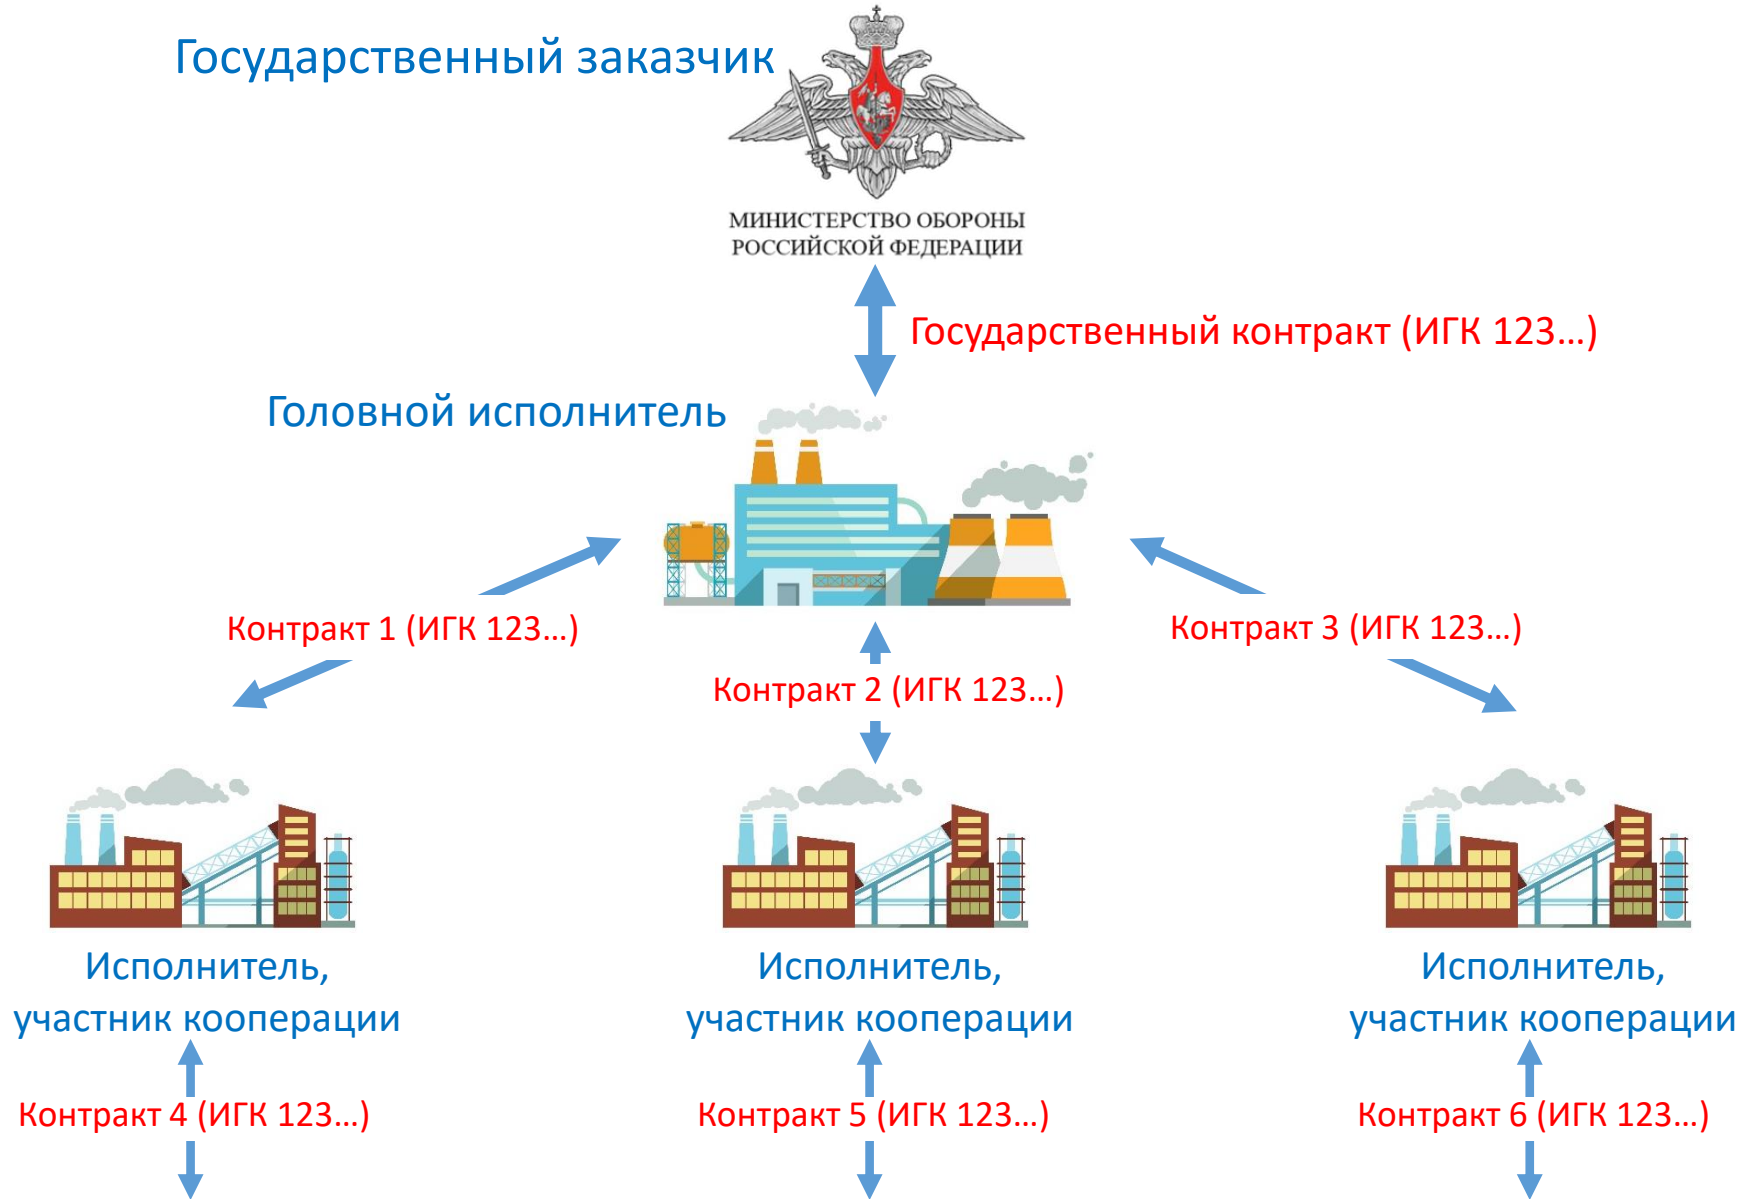 Государственный заказчик
МИНИСТЕРСТВО ОБОРОНЫ
РОССИЙСКОЙ ФЕДЕРАЦИИ
Государственный контракт (ИГК 123...)
Головной исполнитель
Контракт 1 (ИГК 123...)
Контракт 2 (ИГК 123...)
Контракт 3 (ИГК 123...)
Исполнитель,
участник кооперации
Исполнитель,
участник кооперации
Исполнитель,
участник кооперации
Контракт 4 (ИГК 123...)
Контракт 5 (ИГК 123...)
Контракт 6 (ИГК 123...)